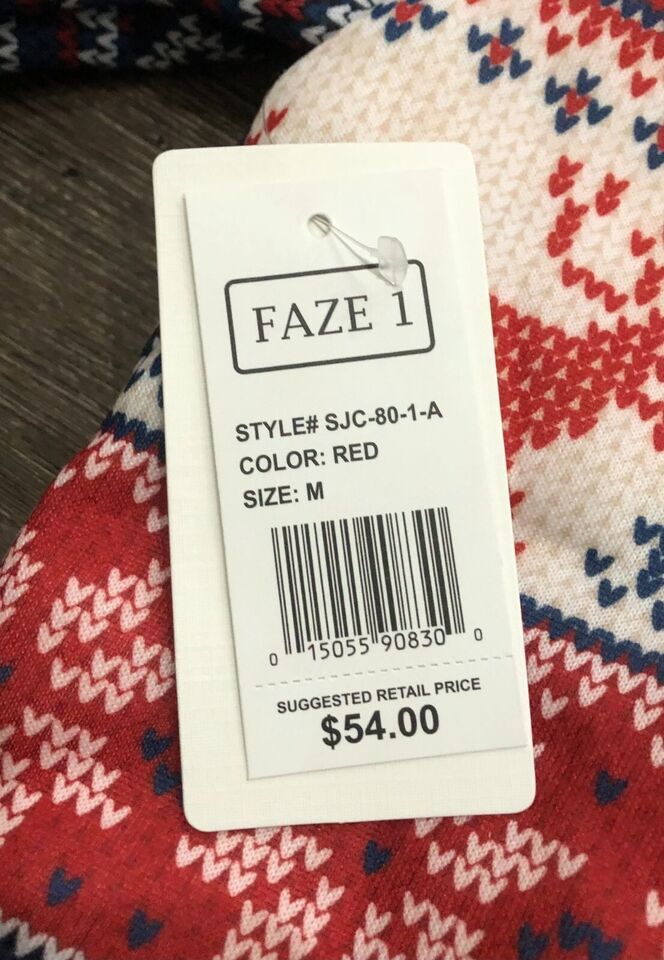 FAZE 1
STYLE# SJC-80-1-A
COLOR: RED
SIZE: M
0 15055 90830 0
SUGGESTED RETAIL PRICE
$54.00